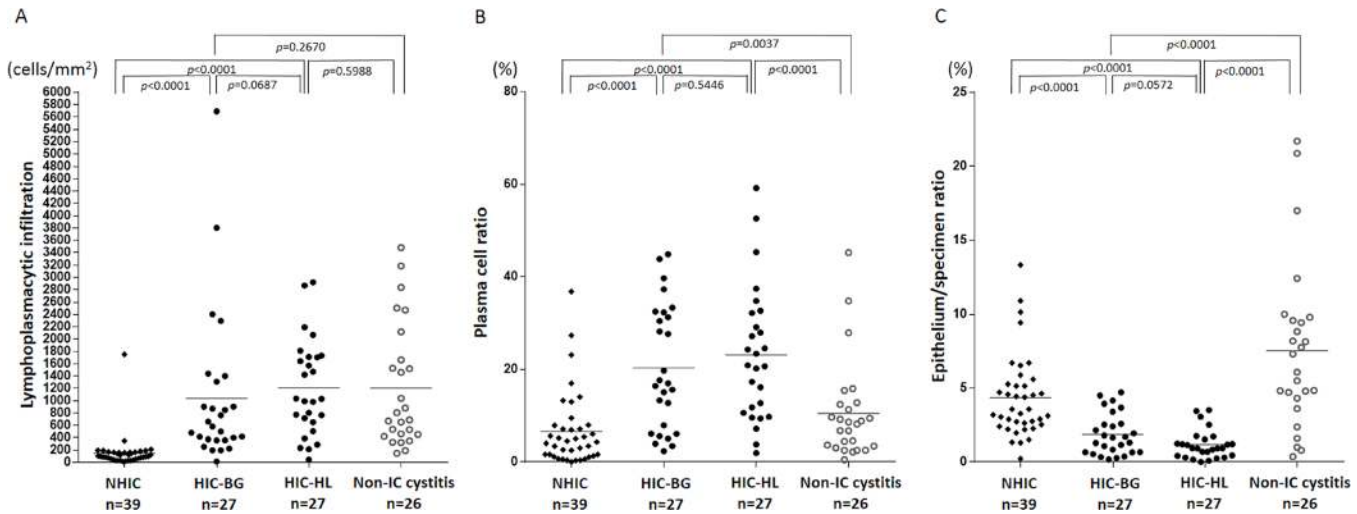 A
p=0.2670
(cells/mm²)
p<0.0001
p=0.5988
p<0.0001
p=0.0687
6000
5800
5600
5400
5200
5000
4800
4600
4400
4200
4000
3800
3600
3400
3200
3000
2800
2600
2400
2200
2000
1800
1600
1400
1200
1000
800
600
400
200
0
Lymphoplasmacytic infiltration
NHIC HIC-BG HIC-HL Non-IC cystitis
n=39 n=27 n=27 n=26
B
p=0.0037
(%)
p<0.0001
p<0.0001
p<0.0001
p=0.5446
80
60
40
20
0
Plasma cell ratio
NHIC HIC-BG HIC-HL Non-IC cystitis
n=39 n=27 n=27 n=26
C
p<0.0001
(%)
p<0.0001
p<0.0001
p<0.0001
p=0.0572
25
20
15
10
5
0
Epithelium/specimen ratio
NHIC HIC-BG HIC-HL Non-IC cystitis
n=39 n=27 n=27 n=26